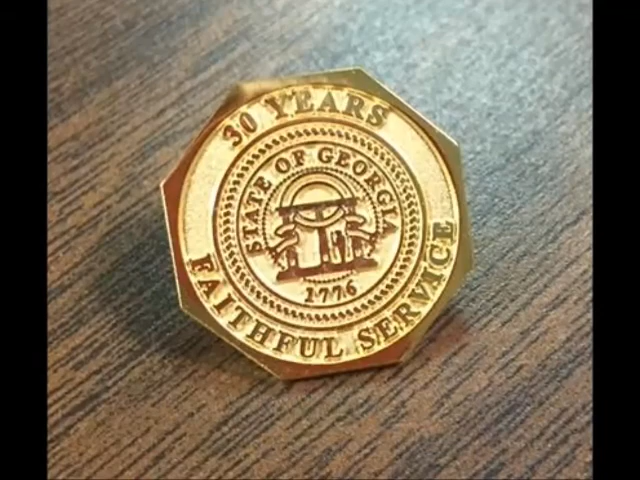 30 YEARS
STATE OF GEORGIA
1776
FAITHFUL SERVICE